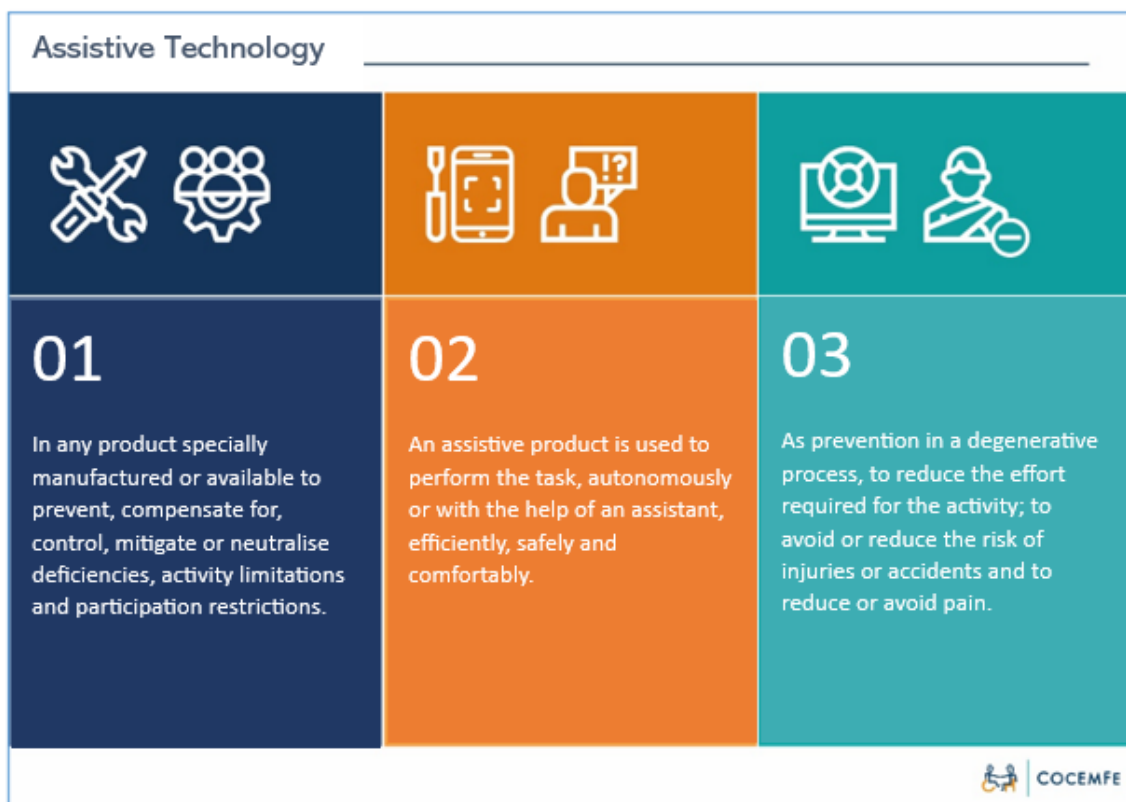 Assistive Technology
!?
01
In any product specially
manufactured or available to
prevent, compensate for,
control, mitigate or neutralise
deficiencies, activity limitations
and participation restrictions.
02
An assistive product is used to
perform the task, autonomously
or with the help of an assistant,
efficiently, safely and
comfortably.
03
As prevention in a degenerative
process, to reduce the effort
required for the activity; to
avoid or reduce the risk of
injuries or accidents and to
reduce or avoid pain.
COCEMFE